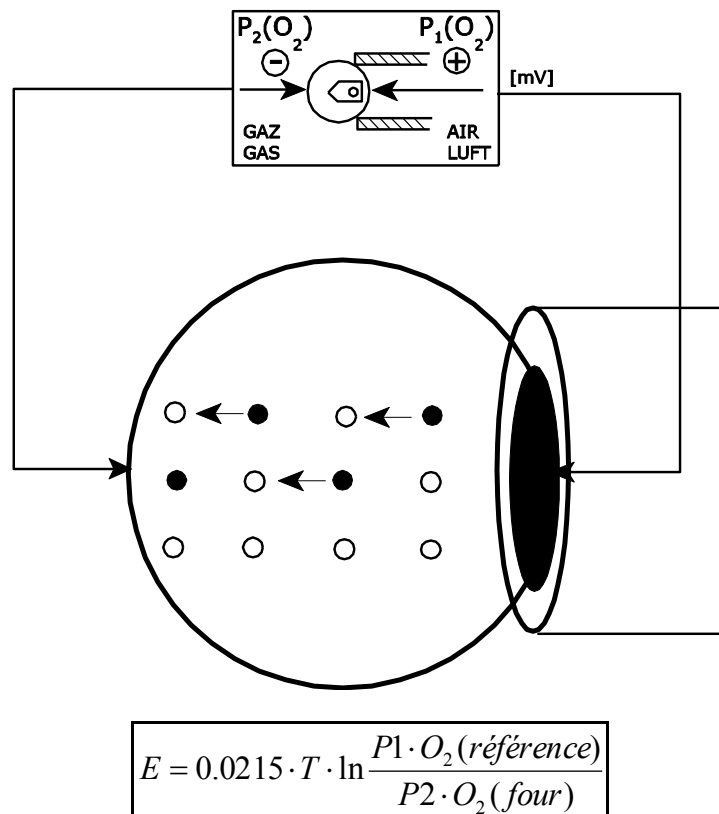 P₂(O₂) P₁(O₂)
- +
[mV]
GAZ AIR
GAS LUFT
E = 0.0215 · T · ln P1 · O₂ (référence) / P2 · O₂ (four)